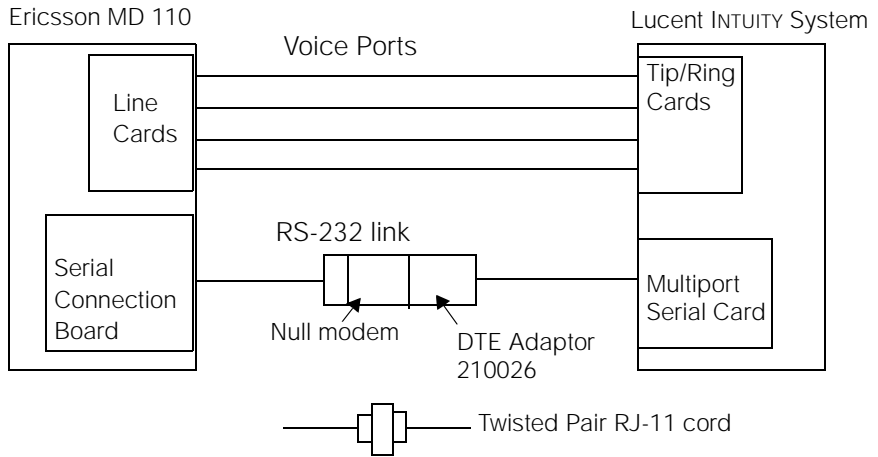 Ericsson MD 110
Lucent INTUITY System
Voice Ports
Line
Cards
Tip/Ring
Cards
RS-232 link
Serial
Connection
Board
Multiport
Serial Card
Null modem
DTE Adaptor
210026
Twisted Pair RJ-11 cord